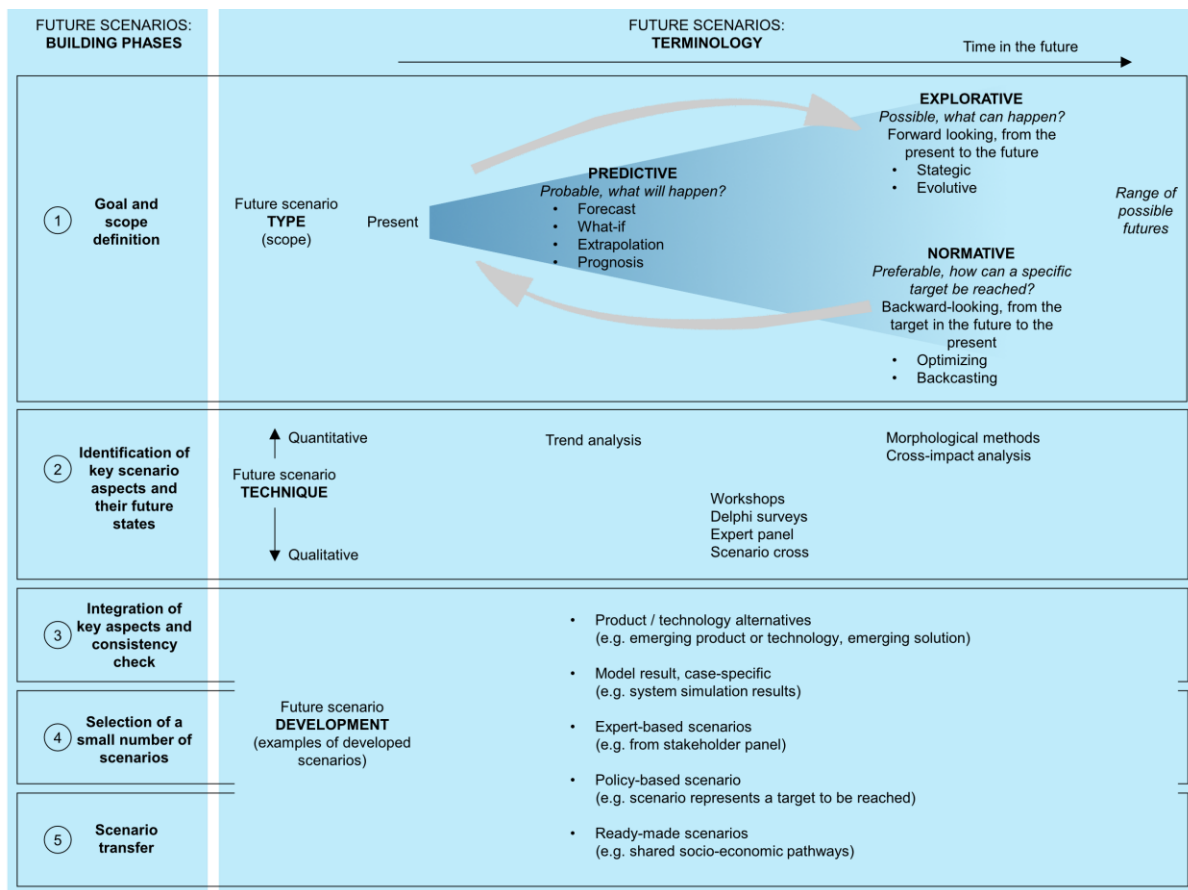 FUTURE SCENARIOS:
BUILDING PHASES
FUTURE SCENARIOS:
TERMINOLOGY
Time in the future
1
Goal and
scope
definition
Future scenario
TYPE
(scope)
Present
PREDICTIVE
Probable, what will happen?
• Forecast
• What-if
• Extrapolation
• Prognosis
EXPLORATIVE
Possible, what can happen?
Forward looking, from the
present to the future
• Stategic
• Evolutive
NORMATIVE
Preferable, how can a specific
target be reached?
Backward-looking, from the
target in the future to the
present
• Optimizing
• Backcasting
Range of
possible
futures
2
Identification of
key scenario
aspects and
their future
states
Quantitative
Future scenario
TECHNIQUE
Qualitative
Trend analysis
Morphological methods
Cross-impact analysis
Workshops
Delphi surveys
Expert panel
Scenario cross
3
Integration of
key aspects and
consistency
check
4
Selection of a
small number of
scenarios
5
Scenario
transfer
Future scenario
DEVELOPMENT
(examples of developed
scenarios)
• Product / technology alternatives
(e.g. emerging product or technology, emerging solution)
• Model result, case-specific
(e.g. system simulation results)
• Expert-based scenarios
(e.g. from stakeholder panel)
• Policy-based scenario
(e.g. scenario represents a target to be reached)
• Ready-made scenarios
(e.g. shared socio-economic pathways)